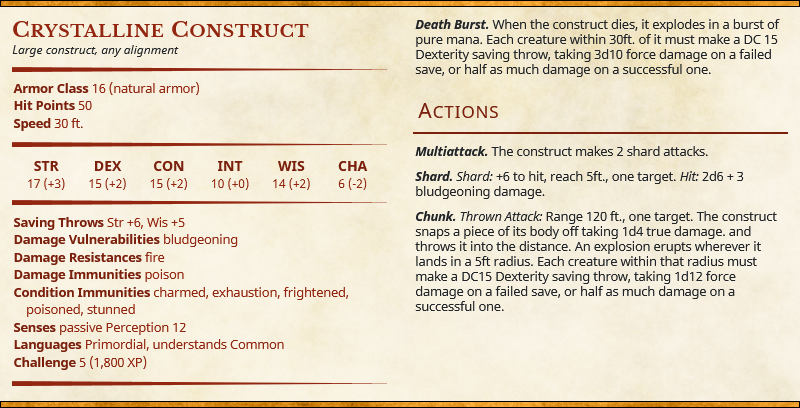 Crystalline Construct
Large construct, any alignment
Armor Class 16 (natural armor)
Hit Points 50
Speed 30 ft.
STR DEX CON INT WIS CHA
17 (+3) 15 (+2) 15 (+2) 10 (+0) 14 (+2) 6 (-2)
Saving Throws Str +6, Wis +5
Damage Vulnerabilities bludgeoning
Damage Resistances fire
Damage Immunities poison
Condition Immunities charmed, exhaustion, frightened,
poisoned, stunned
Senses passive Perception 12
Languages Primordial, understands Common
Challenge 5 (1,800 XP)
Death Burst. When the construct dies, it explodes in a burst of
pure mana. Each creature within 30ft. of it must make a DC 15
Dexterity saving throw, taking 3d10 force damage on a failed
save, or half as much damage on a successful one.
Actions
Multiattack. The construct makes 2 shard attacks.
Shard. Shard: +6 to hit, reach 5ft., one target. Hit: 2d6 + 3
bludgeoning damage.
Chunk. Thrown Attack: Range 120 ft., one target. The construct
snaps a piece of its body off taking 1d4 true damage. and
throws it into the distance. An explosion erupts wherever it
lands in a 5ft radius. Each creature within that radius must
make a DC15 Dexterity saving throw, taking 1d12 force
damage on a failed save, or half as much damage on a
successful one.